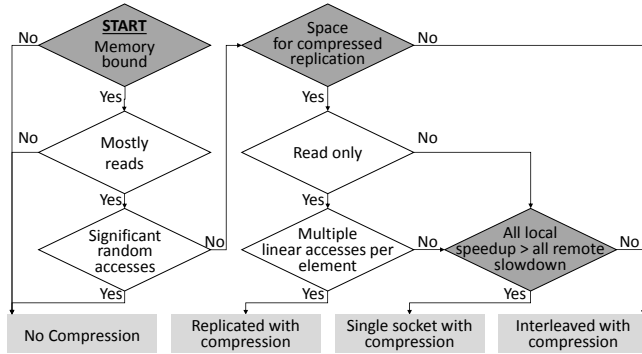 START
Memory
bound
No
Yes
Mostly
reads
No
Yes
Significant
random
accesses
No
Yes
No Compression
Space
for compressed
replication
No
Yes
Read only
No
Yes
Multiple
linear accesses per
element
No
Yes
Replicated with
compression
Yes
All local
speedup > all remote
slowdown
No
Yes
Single socket with
compression
Interleaved with
compression